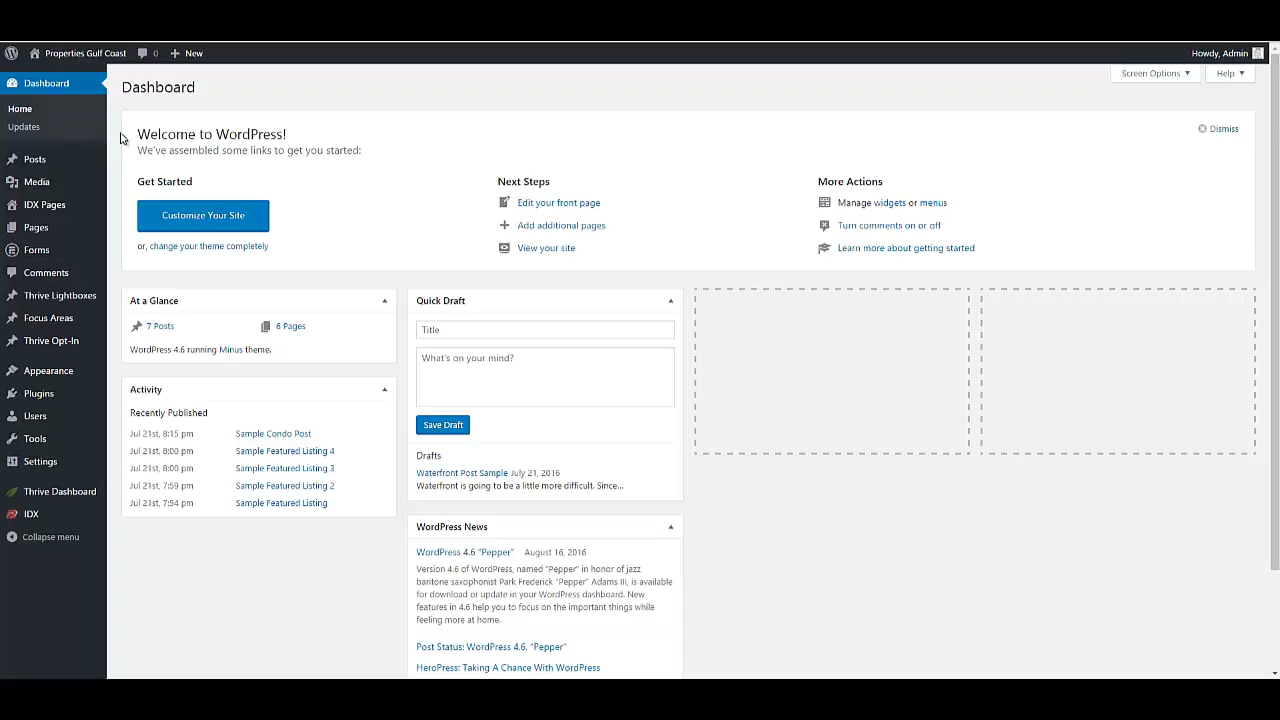 Properties Gulf Coast 0 New Howdy, Admin
Dashboard
Home
Updates
Posts
Media
IDX Pages
Pages
Forms
Comments
Thrive Lightboxes
Focus Areas
Thrive Opt-In
Appearance
Plugins
Users
Tools
Settings
Thrive Dashboard
IDX
Collapse menu
Screen Options ▼ Help ▼
Dashboard
Welcome to WordPress!
We've assembled some links to get you started:
Dismiss
Get Started
Customize Your Site
or, change your theme completely
Next Steps
Edit your front page
Add additional pages
View your site
More Actions
Manage widgets or menus
Turn comments on or off
Learn more about getting started
At a Glance
7 Posts 6 Pages
WordPress 4.6 running Minus theme.
Activity
Recently Published
Jul 21st, 8:15 pm Sample Condo Post
Jul 21st, 8:00 pm Sample Featured Listing 4
Jul 21st, 8:00 pm Sample Featured Listing 3
Jul 21st, 7:59 pm Sample Featured Listing 2
Jul 21st, 7:54 pm Sample Featured Listing
Quick Draft
Title
What's on your mind?
Save Draft
Drafts
Waterfront Post Sample July 21, 2016
Waterfront is going to be a little more difficult. Since...
WordPress News
WordPress 4.6 "Pepper" August 16, 2016
Version 4.6 of WordPress, named "Pepper" in honor of jazz
baritone saxophonist Park Frederick "Pepper" Adams III, is available
for download or update in your WordPress dashboard. New
features in 4.6 help you to focus on the important things while
feeling more at home.
Post Status: WordPress 4.6, "Pepper"
HeroPress: Taking A Chance With WordPress